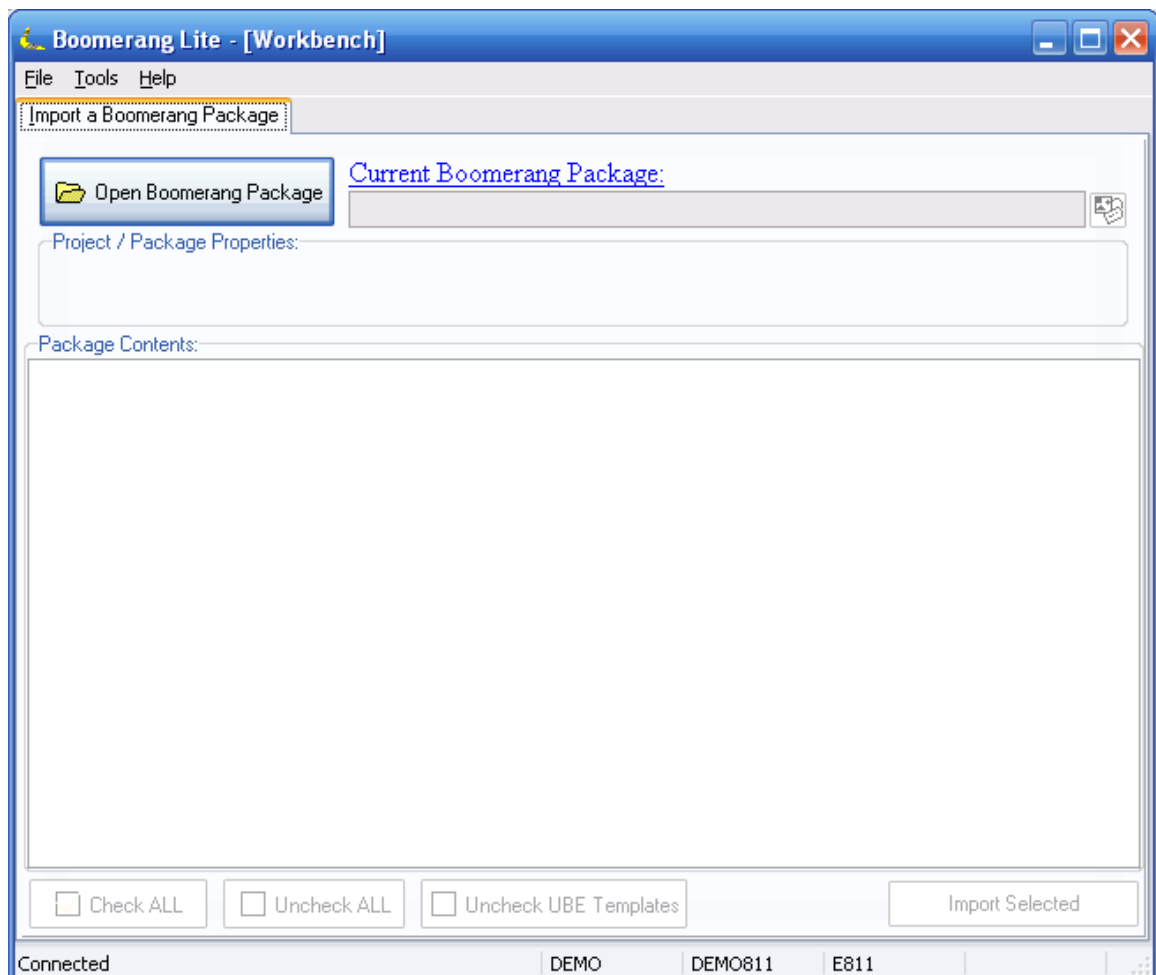 Boomerang Lite - [Workbench]
File Tools Help
Import a Boomerang Package
Open Boomerang Package
Current Boomerang Package:
Project / Package Properties:
Package Contents:
Check ALL Uncheck ALL Uncheck UBE Templates Import Selected
Connected DEMO DEMO811 E811